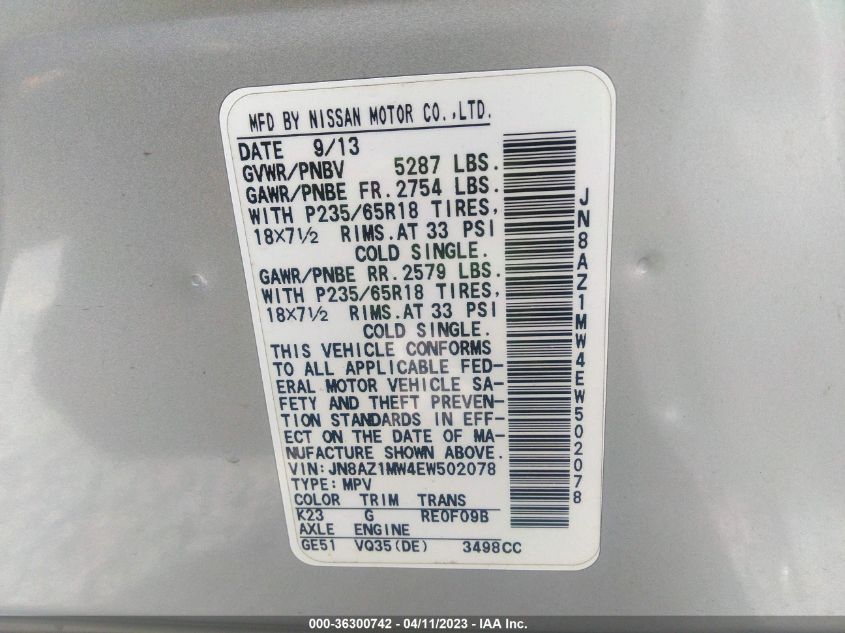 MFD BY NISSAN MOTOR CO.,LTD.
DATE 9/13
GVWR/PNBV 5287 LBS.
GAWR/PNBE FR. 2754 LBS.
WITH P235/65R18 TIRES,
18X7½ RIMS.AT 33 PSI
COLD SINGLE.
GAWR/PNBE RR. 2579 LBS.
WITH P235/65R18 TIRES,
18X7½ RIMS.AT 33 PSI
COLD SINGLE.
THIS VEHICLE CONFORMS
TO ALL APPLICABLE FED-
ERAL MOTOR VEHICLE SA-
FETY AND THEFT PREVEN-
TION STANDARDS IN EFF-
ECT ON THE DATE OF MA-
NUFACTURE SHOWN ABOVE.
VIN: JN8AZ1MW4EW502078
TYPE: MPV
COLOR TRIM TRANS
K23 G RE0F09B
AXLE ENGINE
GE51 VQ35(DE) 3498CC
JN8AZ1MW4EW502078
000-36300742 - 04/11/2023 - IAA Inc.